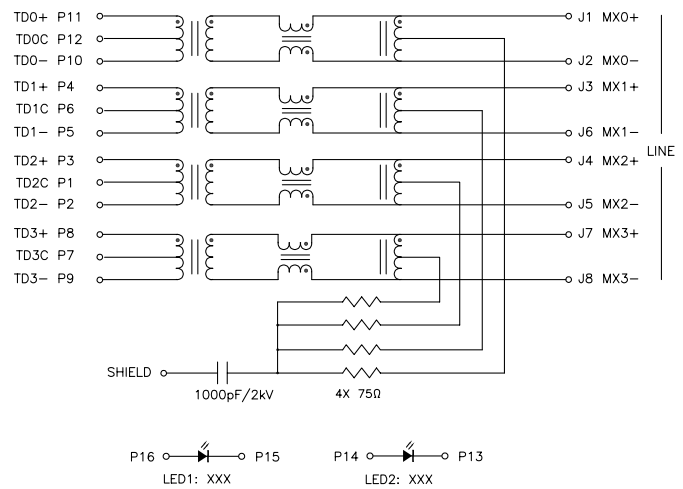 TD0+ P11 J1 MX0+
TD0C P12
TD0− P10 J2 MX0−
TD1+ P4 J3 MX1+
TD1C P6
TD1− P5 J6 MX1−
LINE
TD2+ P3 J4 MX2+
TD2C P1
TD2− P2 J5 MX2−
TD3+ P8 J7 MX3+
TD3C P7
TD3− P9 J8 MX3−
SHIELD
1000pF/2kV 4X 75Ω
P16 P15 P14 P13
LED1: XXX LED2: XXX